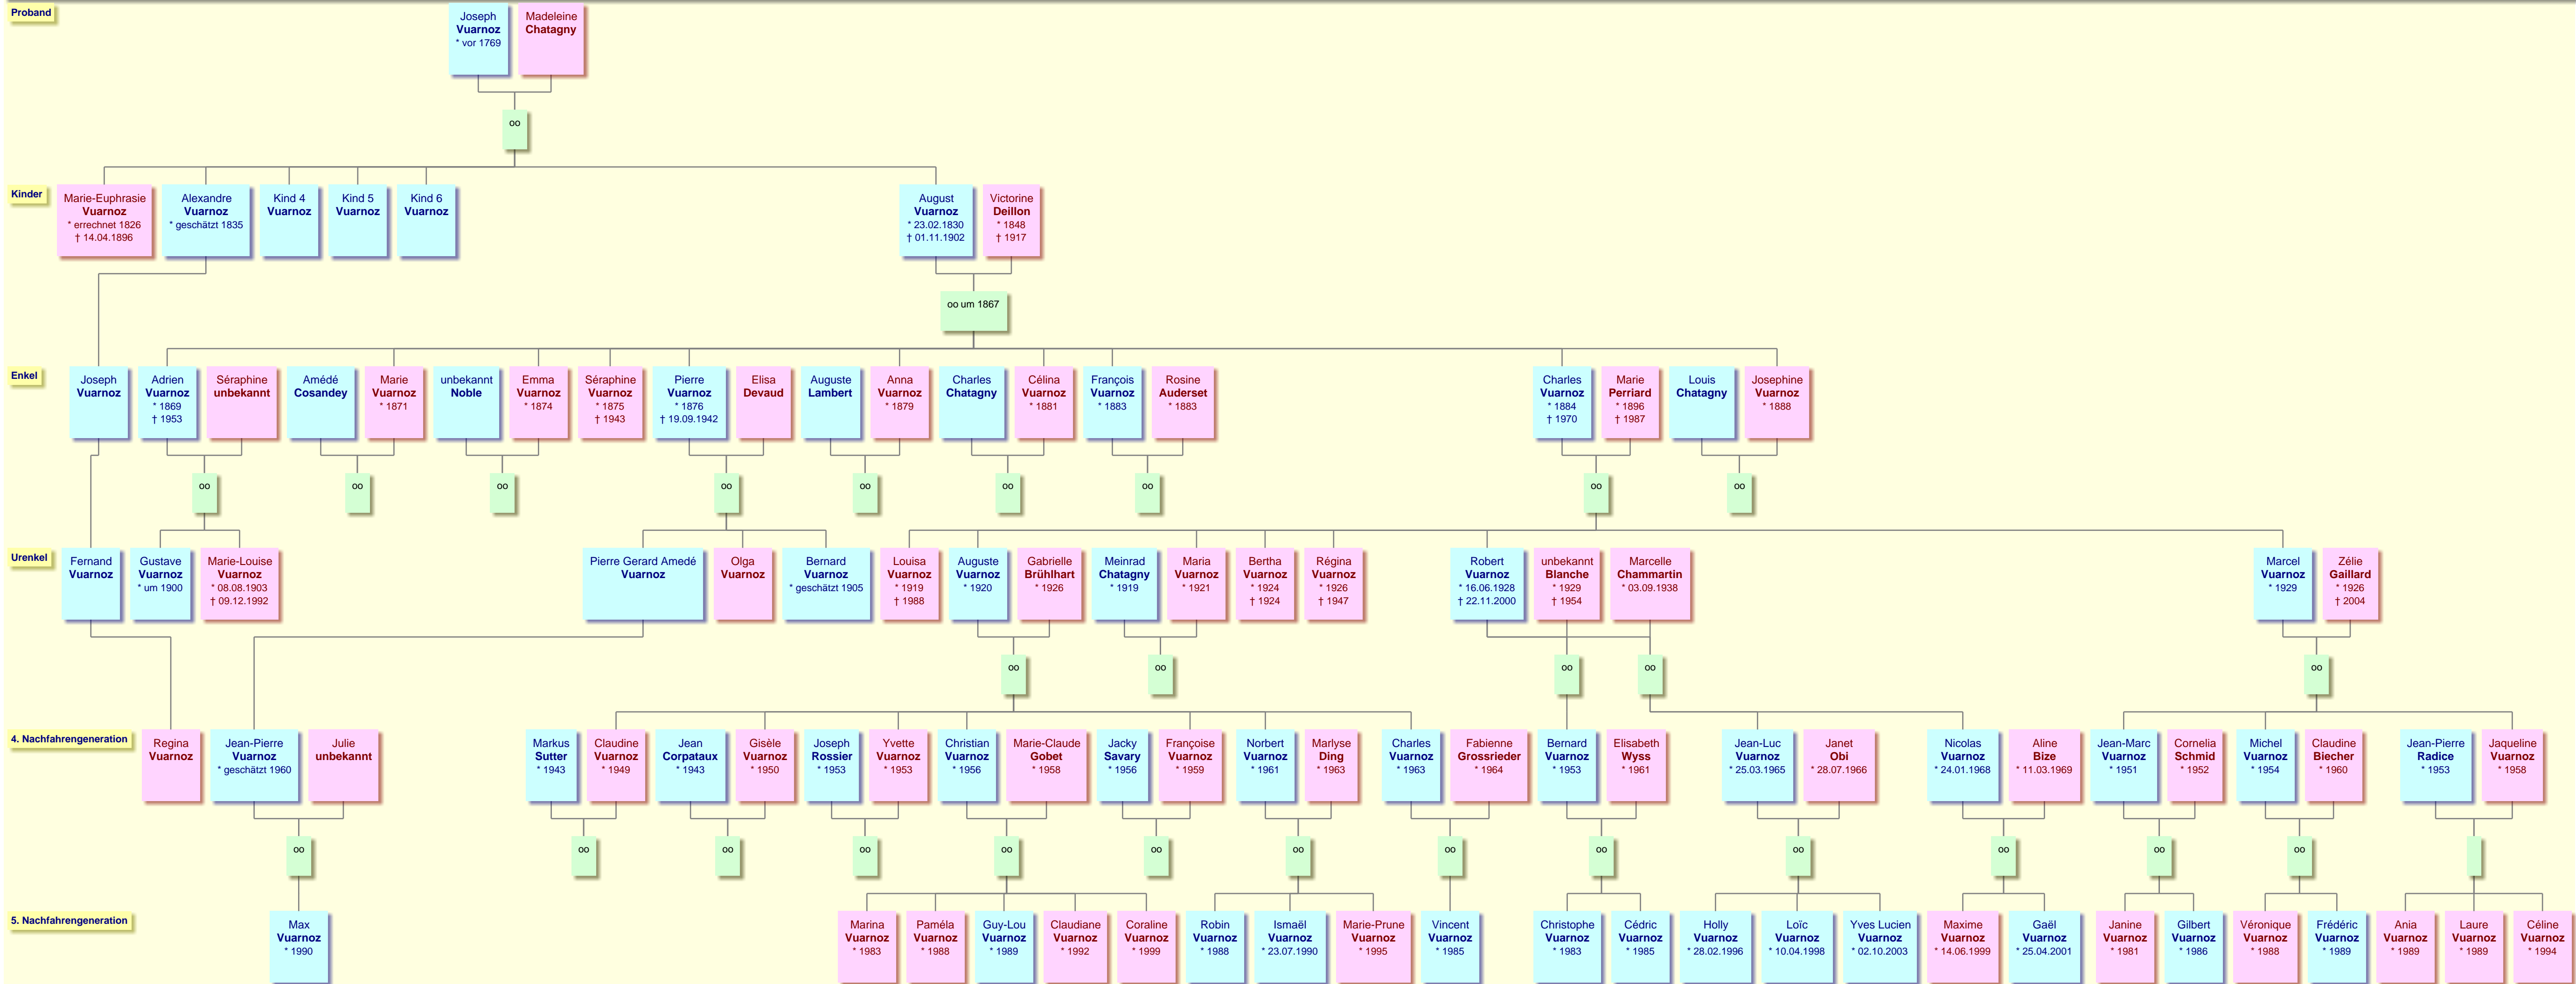 Proband
Joseph
Vuarnoz
* vor 1769
Madeleine
Chatagny
oo
Kinder
Marie-Euphrasie
Vuarnoz
* errechnet 1826
† 14.04.1896
Alexandre
Vuarnoz
* geschätzt 1835
Kind 4
Vuarnoz
Kind 5
Vuarnoz
Kind 6
Vuarnoz
August
Vuarnoz
* 23.02.1830
† 01.11.1902
Victorine
Deillon
* 1848
† 1917
oo um 1867
Enkel
Joseph
Vuarnoz
Adrien
Vuarnoz
* 1869
† 1953
Séraphine
unbekannt
Amédé
Cosandey
Marie
Vuarnoz
* 1871
unbekannt
Noble
Emma
Vuarnoz
* 1874
Séraphine
Vuarnoz
* 1875
† 1943
Pierre
Vuarnoz
* 1876
† 19.09.1942
Elisa
Devaud
Auguste
Lambert
Anna
Vuarnoz
* 1879
Charles
Chatagny
Célina
Vuarnoz
* 1881
François
Vuarnoz
* 1883
Rosine
Auderset
* 1883
Charles
Vuarnoz
* 1884
† 1970
Marie
Perriard
* 1896
† 1987
Louis
Chatagny
Josephine
Vuarnoz
* 1888
oo
oo
oo
oo
oo
oo
oo
oo
oo
Urenkel
Fernand
Vuarnoz
Gustave
Vuarnoz
* um 1900
Marie-Louise
Vuarnoz
* 08.08.1903
† 09.12.1992
Pierre Gerard Amedé
Vuarnoz
Olga
Vuarnoz
Bernard
Vuarnoz
* geschätzt 1905
Louisa
Vuarnoz
* 1919
† 1988
Auguste
Vuarnoz
* 1920
Gabrielle
Brühlhart
* 1926
Meinrad
Chatagny
* 1919
Maria
Vuarnoz
* 1921
Bertha
Vuarnoz
* 1924
† 1924
Régina
Vuarnoz
* 1926
† 1947
Robert
Vuarnoz
* 16.06.1928
† 22.11.2000
unbekannt
Blanche
* 1929
† 1954
Marcelle
Chammartin
* 03.09.1938
Marcel
Vuarnoz
* 1929
Zélie
Gaillard
* 1926
† 2004
oo
oo
oo
oo
oo
4. Nachfahrengeneration
Regina
Vuarnoz
Jean-Pierre
Vuarnoz
* geschätzt 1960
Julie
unbekannt
Markus
Sutter
* 1943
Claudine
Vuarnoz
* 1949
Jean
Corpataux
* 1943
Gisèle
Vuarnoz
* 1950
Joseph
Rossier
* 1953
Yvette
Vuarnoz
* 1953
Christian
Vuarnoz
* 1956
Marie-Claude
Gobet
* 1958
Jacky
Savary
* 1956
Françoise
Vuarnoz
* 1959
Norbert
Vuarnoz
* 1961
Marlyse
Ding
* 1963
Charles
Vuarnoz
* 1963
Fabienne
Grossrieder
* 1964
Bernard
Vuarnoz
* 1953
Elisabeth
Wyss
* 1961
Jean-Luc
Vuarnoz
* 25.03.1965
Janet
Obi
* 28.07.1966
Nicolas
Vuarnoz
* 24.01.1968
Aline
Bize
* 11.03.1969
Jean-Marc
Vuarnoz
* 1951
Cornelia
Schmid
* 1952
Michel
Vuarnoz
* 1954
Claudine
Biecher
* 1960
Jean-Pierre
Radice
* 1953
Jaqueline
Vuarnoz
* 1958
oo
oo
oo
oo
oo
oo
oo
oo
oo
oo
oo
oo
oo
5. Nachfahrengeneration
Max
Vuarnoz
* 1990
Marina
Vuarnoz
* 1983
Paméla
Vuarnoz
* 1988
Guy-Lou
Vuarnoz
* 1989
Claudiane
Vuarnoz
* 1992
Coraline
Vuarnoz
* 1999
Robin
Vuarnoz
* 1988
Ismaël
Vuarnoz
* 23.07.1990
Marie-Prune
Vuarnoz
* 1995
Vincent
Vuarnoz
* 1985
Christophe
Vuarnoz
* 1983
Cédric
Vuarnoz
* 1985
Holly
Vuarnoz
* 28.02.1996
Loïc
Vuarnoz
* 10.04.1998
Yves Lucien
Vuarnoz
* 02.10.2003
Maxime
Vuarnoz
* 14.06.1999
Gaël
Vuarnoz
* 25.04.2001
Janine
Vuarnoz
* 1981
Gilbert
Vuarnoz
* 1986
Véronique
Vuarnoz
* 1988
Frédéric
Vuarnoz
* 1989
Ania
Vuarnoz
* 1989
Laure
Vuarnoz
* 1989
Céline
Vuarnoz
* 1994